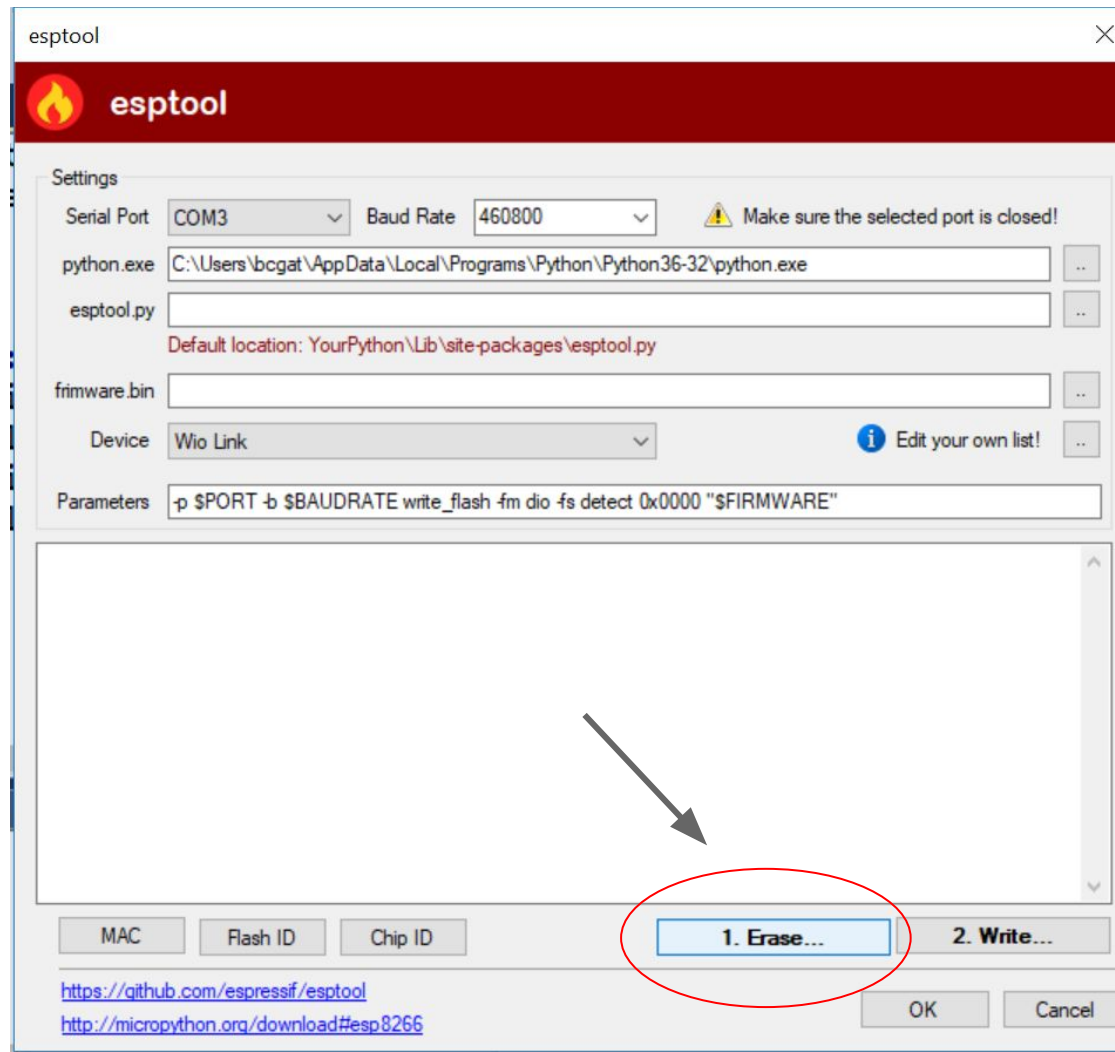 esptool
esptool
Settings
Serial Port COM3 Baud Rate 460800 Make sure the selected port is closed!
python.exe C:\Users\bcgat\AppData\Local\Programs\Python\Python36-32\python.exe ..
esptool.py ..
Default location: YourPython\Lib\site-packages\esptool.py
frimware.bin ..
Device Wio Link Edit your own list! ..
Parameters -p $PORT -b $BAUDRATE write_flash -fm dio -fs detect 0x0000 "$FIRMWARE"
MAC Flash ID Chip ID 1. Erase... 2. Write...
https://github.com/espressif/esptool
http://micropython.org/download#esp8266
OK Cancel